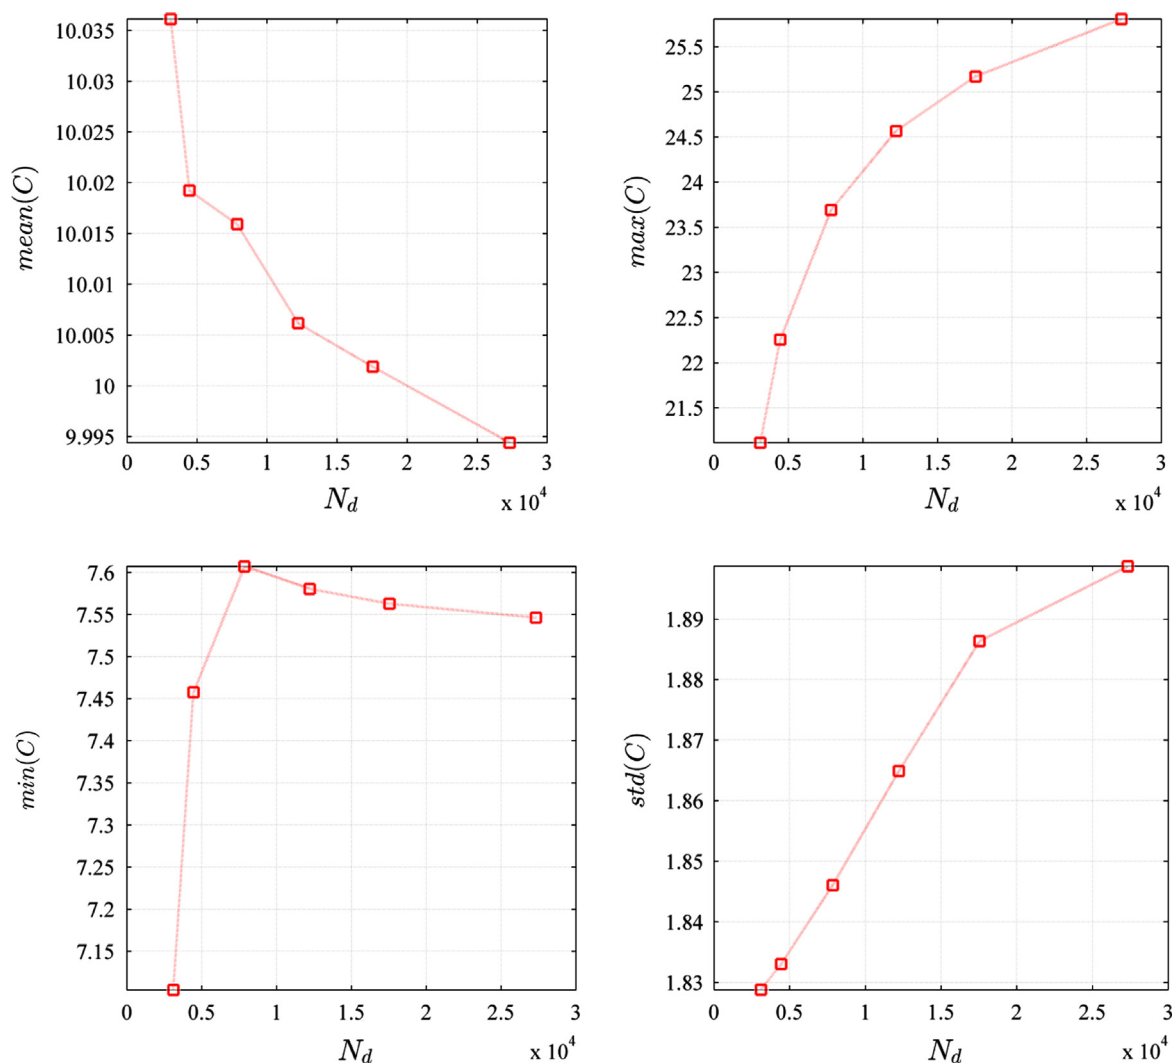 10.035
10.03
10.025
10.02
10.015
10.01
10.005
10
9.995
mean(C)
0 0.5 1 1.5 2 2.5 3
N_d
x 10^4
25.5
25
24.5
24
23.5
23
22.5
22
21.5
max(C)
0 0.5 1 1.5 2 2.5 3
N_d
x 10^4
7.6
7.55
7.5
7.45
7.4
7.35
7.3
7.25
7.2
7.15
min(C)
0 0.5 1 1.5 2 2.5 3
N_d
x 10^4
1.89
1.88
1.87
1.86
1.85
1.84
1.83
std(C)
0 0.5 1 1.5 2 2.5 3
N_d
x 10^4